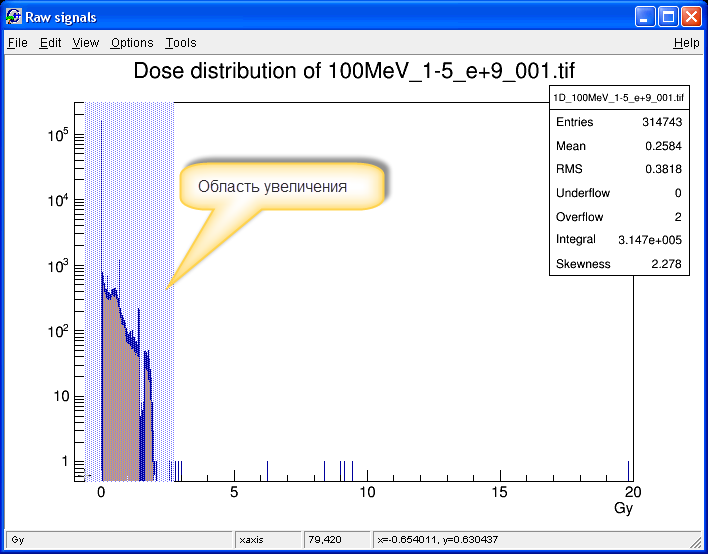 Raw signals
File Edit View Options Tools Help
Dose distribution of 100MeV_1-5_e+9_001.tif
1D_100MeV_1-5_e+9_001.tif
Entries 314743
Mean 0.2584
RMS 0.3818
Underflow 0
Overflow 2
Integral 3.147e+005
Skewness 2.278
Область увеличения
10^5
10^4
10^3
10^2
10
1
0 5 10 15 20
Gy
Gy xaxis 79,420 x=-0.654011, y=0.630437